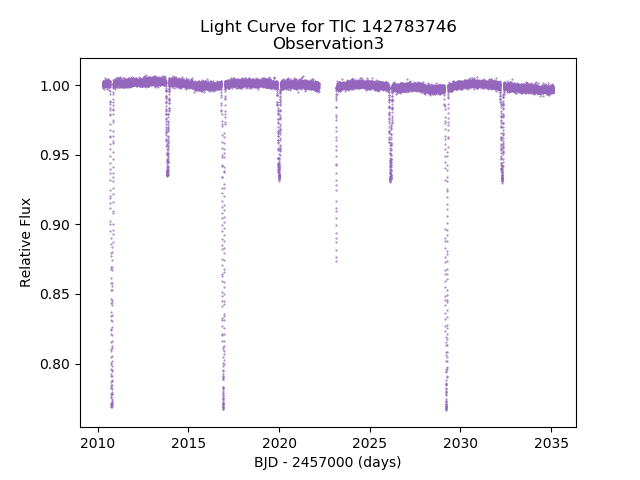 Light Curve for TIC 142783746
Observation3
1.00
0.95
0.90
0.85
0.80
Relative Flux
2010
2015
2020
2025
2030
2035
BJD - 2457000 (days)